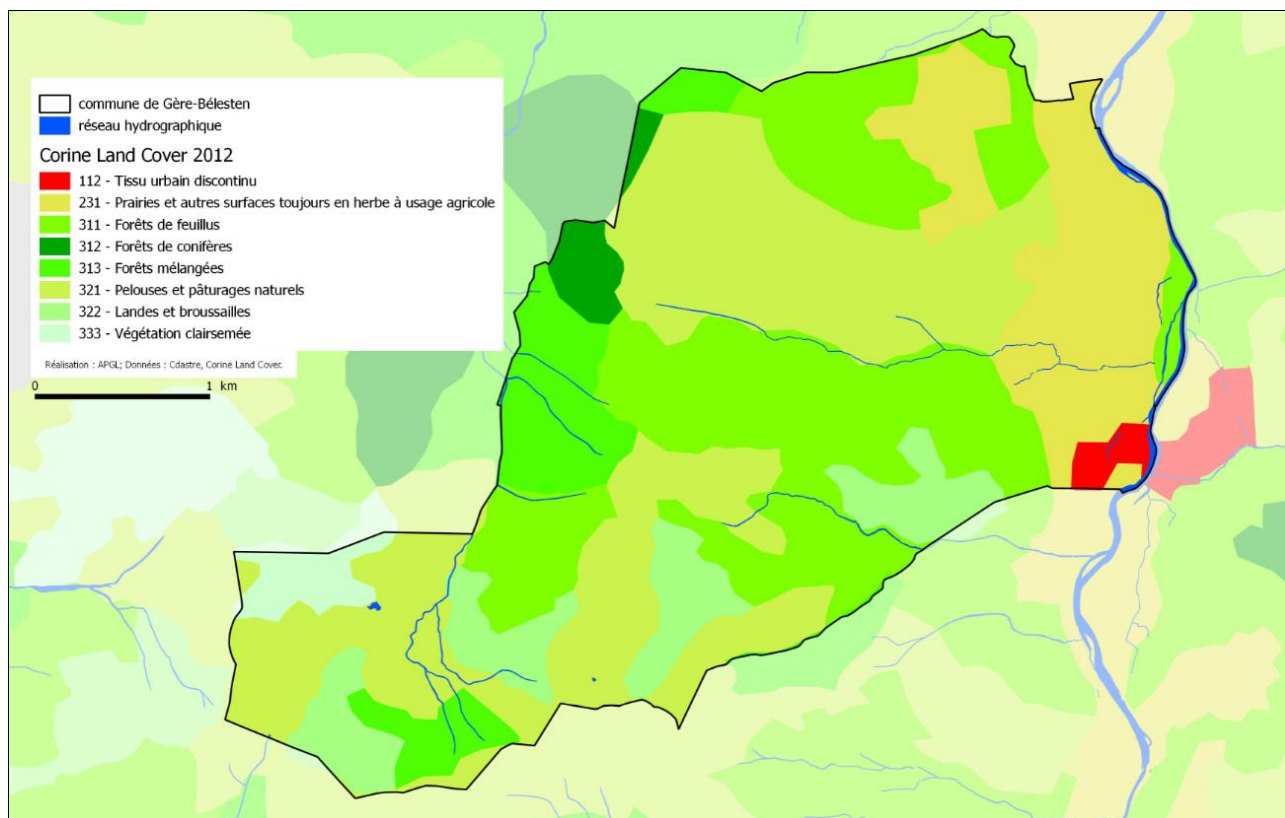 commune de Gère-Bélesten
réseau hydrographique
Corine Land Cover 2012
112 - Tissu urbain discontinu
231 - Prairies et autres surfaces toujours en herbe à usage agricole
311 - Forêts de feuillus
312 - Forêts de conifères
313 - Forêts mélangées
321 - Pelouses et pâturages naturels
322 - Landes et broussailles
333 - Végétation clairsemée
Réalisation : APGL; Données : Cdastre, Corine Land Cover.
0 1 km